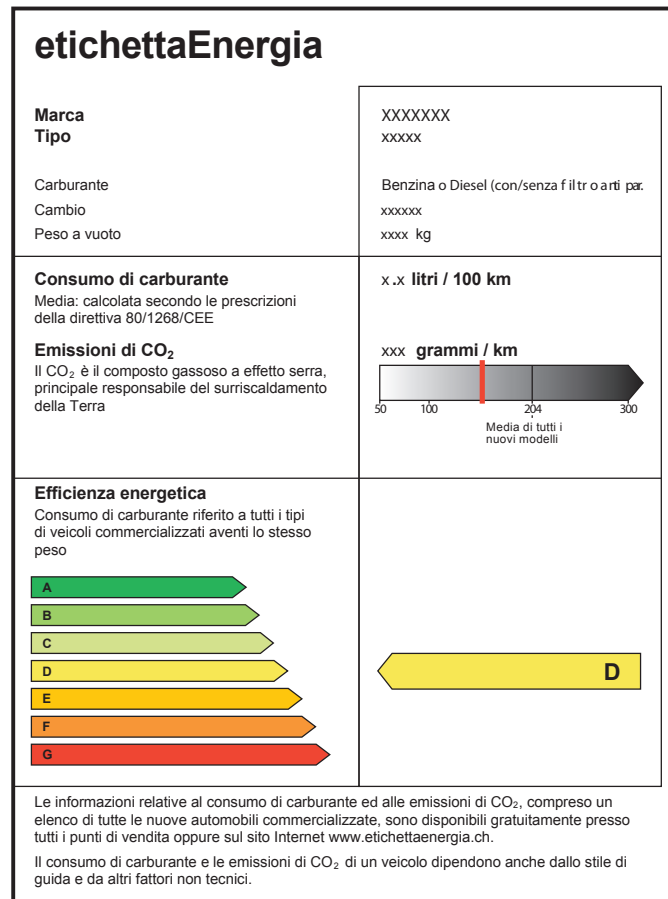 etichettaEnergia
Marca XXXXXXX
Tipo xxxxx
Carburante Benzina o Diesel (con/senza filtro anti par.
Cambio xxxxxx
Peso a vuoto xxxx kg
Consumo di carburante x.x litri / 100 km
Media: calcolata secondo le prescrizioni
della direttiva 80/1268/CEE
Emissioni di CO₂ xxx grammi / km
Il CO₂ è il composto gassoso a effetto serra,
principale responsabile del surriscaldamento
della Terra
50 100 204 300
Media di tutti i
nuovi modelli
Efficienza energetica
Consumo di carburante riferito a tutti i tipi
di veicoli commercializzati aventi lo stesso
peso
A
B
C
D
E
F
G
D
Le informazioni relative al consumo di carburante ed alle emissioni di CO₂, compreso un
elenco di tutte le nuove automobili commercializzate, sono disponibili gratuitamente presso
tutti i punti di vendita oppure sul sito Internet www.etichettaenergia.ch.
Il consumo di carburante e le emissioni di CO₂ di un veicolo dipendono anche dallo stile di
guida e da altri fattori non tecnici.